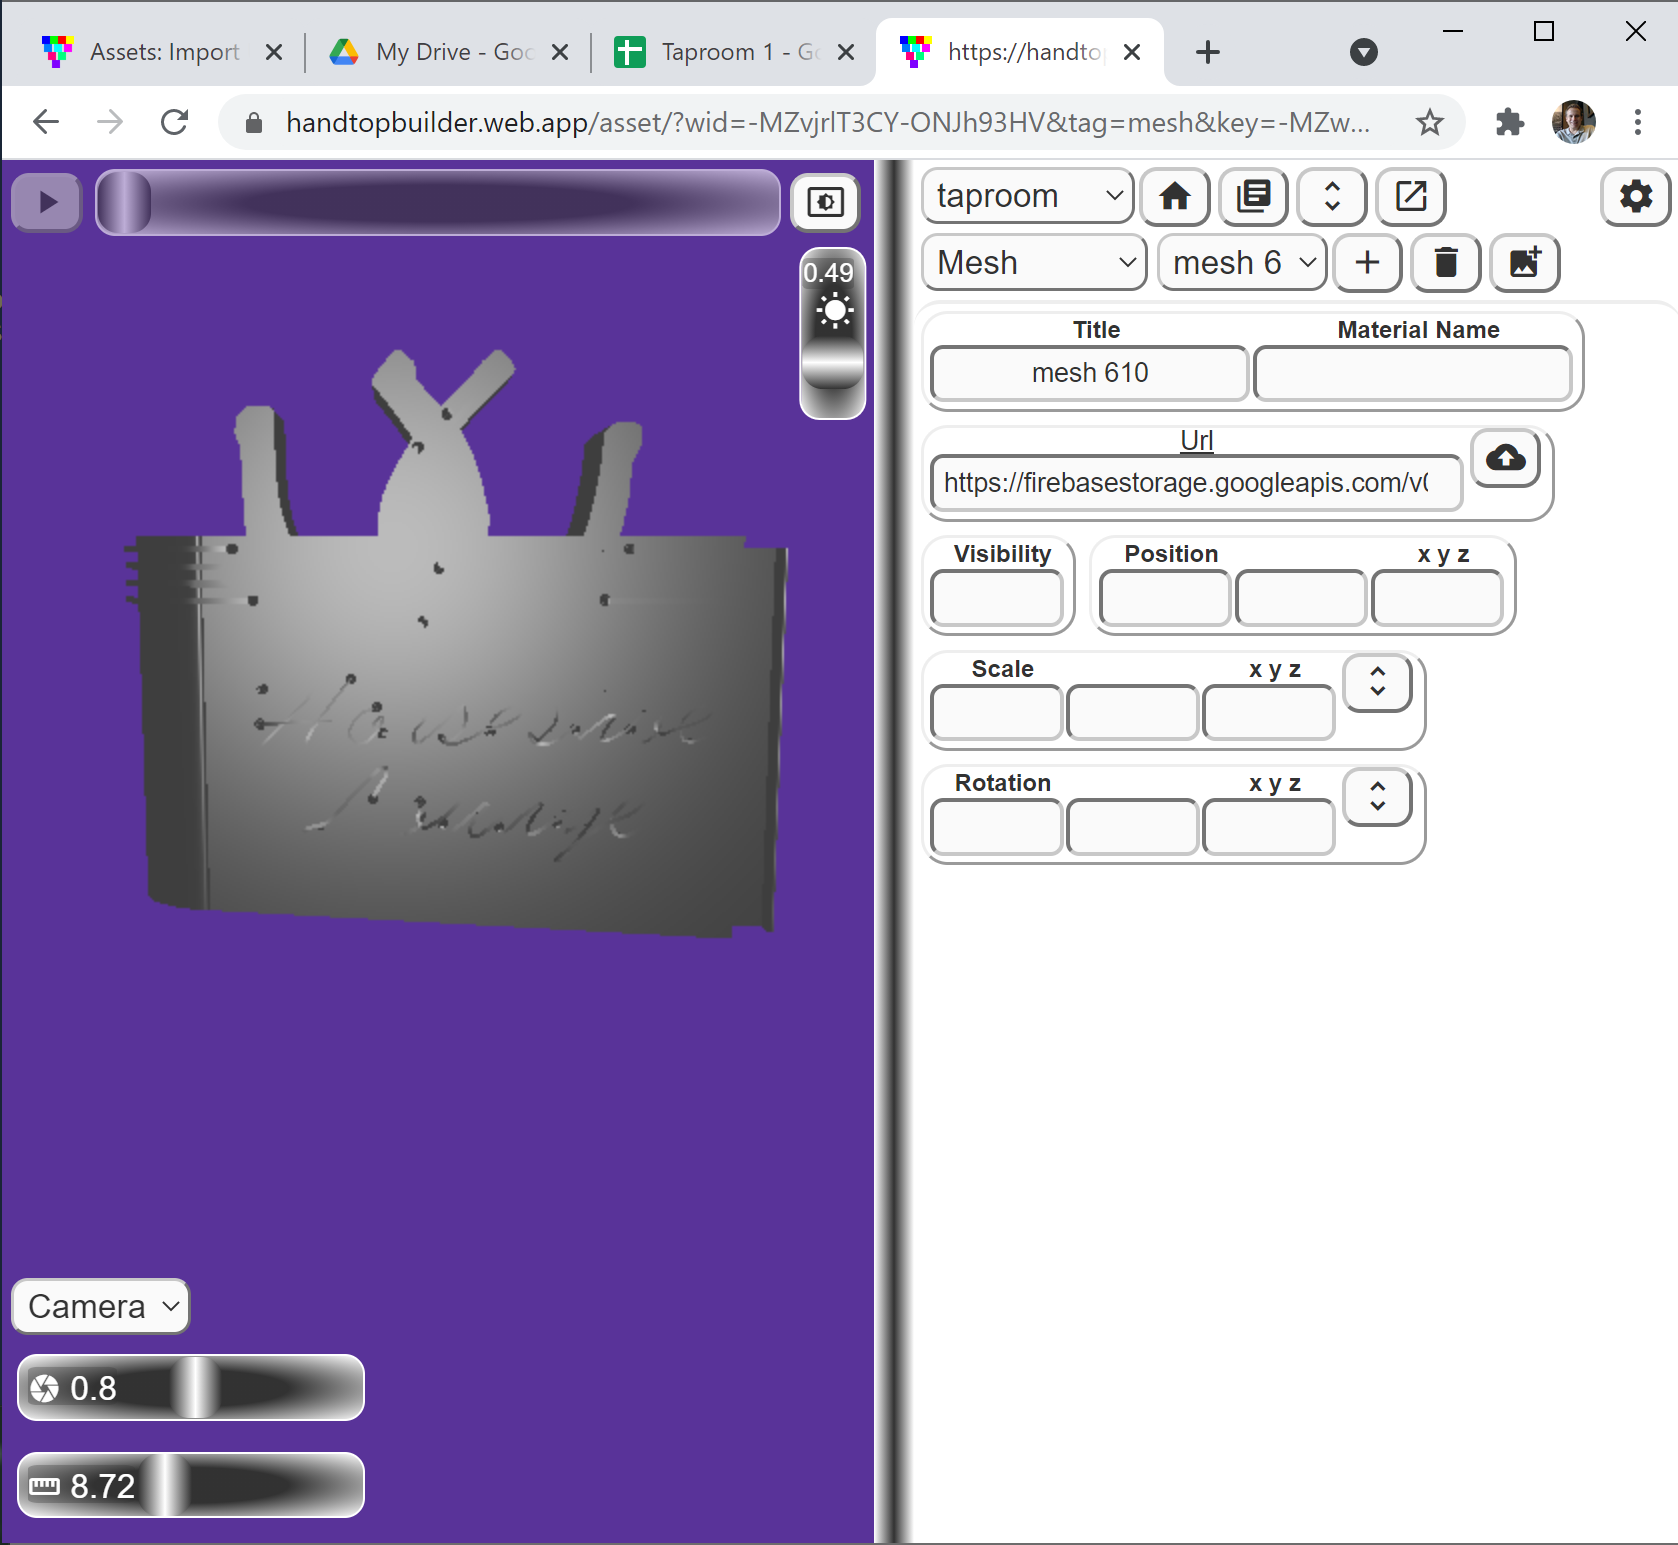 Assets: Import
My Drive - Goo
Taproom 1 - Go
https://handto
handtopbuilder.web.app/asset/?wid=-MZvjrlT3CY-ONJh93HV&tag=mesh&key=-MZw...
0.49
taproom
Mesh
mesh 6
Title
Material Name
mesh 610
Url
https://firebasestorage.googleapis.com/v0
Visibility
Position
x y z
Scale
x y z
Rotation
x y z
Camera
0.8
8.72